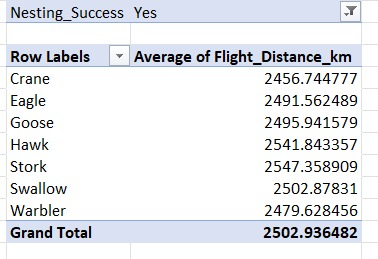 Nesting_Success Yes
Row Labels Average of Flight_Distance_km
Crane 2456.744777
Eagle 2491.562489
Goose 2495.941579
Hawk 2541.843357
Stork 2547.358909
Swallow 2502.87831
Warbler 2479.628456
Grand Total 2502.936482